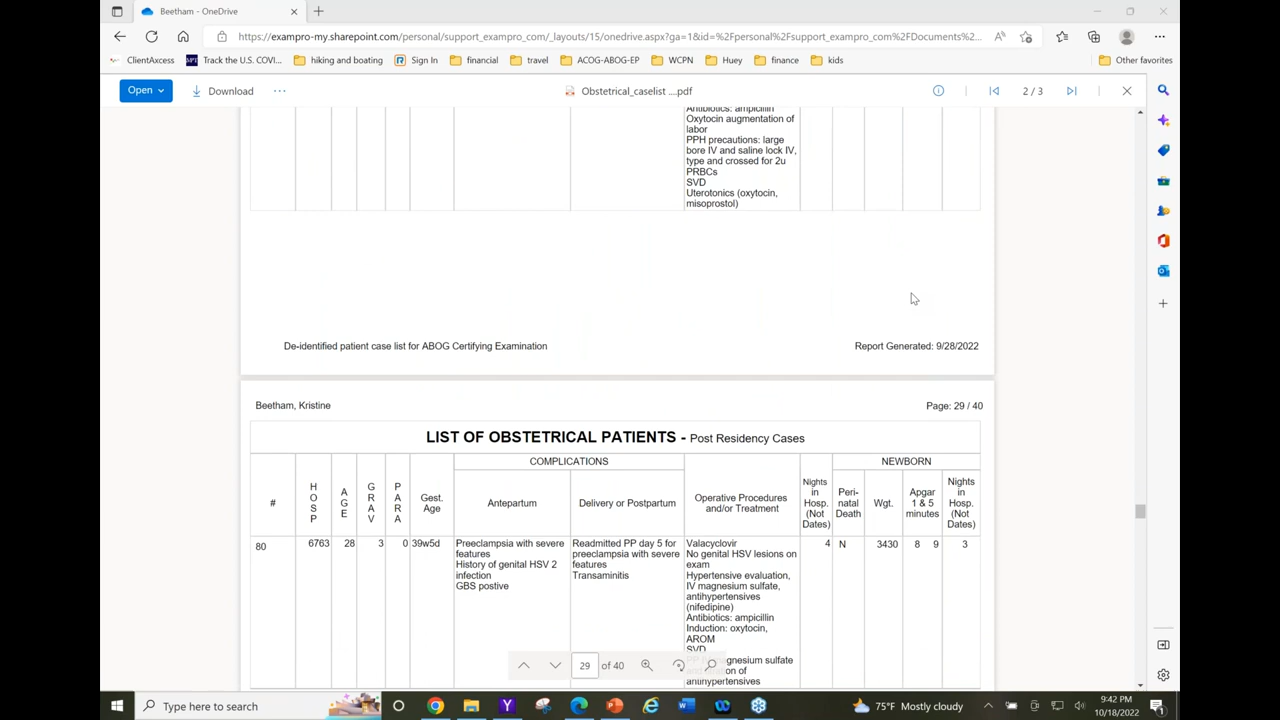 Beetham - OneDrive
https://exampro-my.sharepoint.com/personal/support_exampro_com/_layouts/15/onedrive.aspx?ga=1&id=%2Fpersonal%2Fsupport_exampro_com%2FDocuments%2...
ClientAxcess
Track the U.S. COVI...
hiking and boating
Sign In
financial
travel
ACOG-ABOG-EP
WCPN
Huey
finance
kids
Other favorites
Open
Download
...
Obstetrical_caselist ....pdf
2 / 3
Antibiotics: ampicillin
Oxytocin augmentation of
labor
PPH precautions: large
bore IV and saline lock IV,
type and crossed for 2u
PRBCs
SVD
Uterotonics (oxytocin,
misoprostol)
De-identified patient case list for ABOG Certifying Examination
Report Generated: 9/28/2022
Beetham, Kristine
Page: 29 / 40
LIST OF OBSTETRICAL PATIENTS - Post Residency Cases
#
HOSP
AGE
GRAV
PARA
Gest.
Age
COMPLICATIONS
Antepartum
Delivery or Postpartum
Operative Procedures
and/or Treatment
Nights
in
Hosp.
(Not
Dates)
NEWBORN
Peri-
natal
Death
Wgt.
Apgar
1 & 5
minutes
Nights
in Hosp.
(Not
Dates)
80
6763
28
3
0
39w5d
Preeclampsia with severe
features
History of genital HSV 2
infection
GBS postive
Readmitted PP day 5 for
preeclampsia with severe
features
Transaminitis
Valacyclovir
No genital HSV lesions on
exam
Hypertensive evaluation,
IV magnesium sulfate,
antihypertensives
(nifedipine)
Antibiotics: ampicillin
Induction: oxytocin,
AROM
SVD
magnesium sulfate
of
antihypertensives
4
N
3430
8 9
3
29 of 40
Type here to search
75°F Mostly cloudy
9:42 PM
10/18/2022